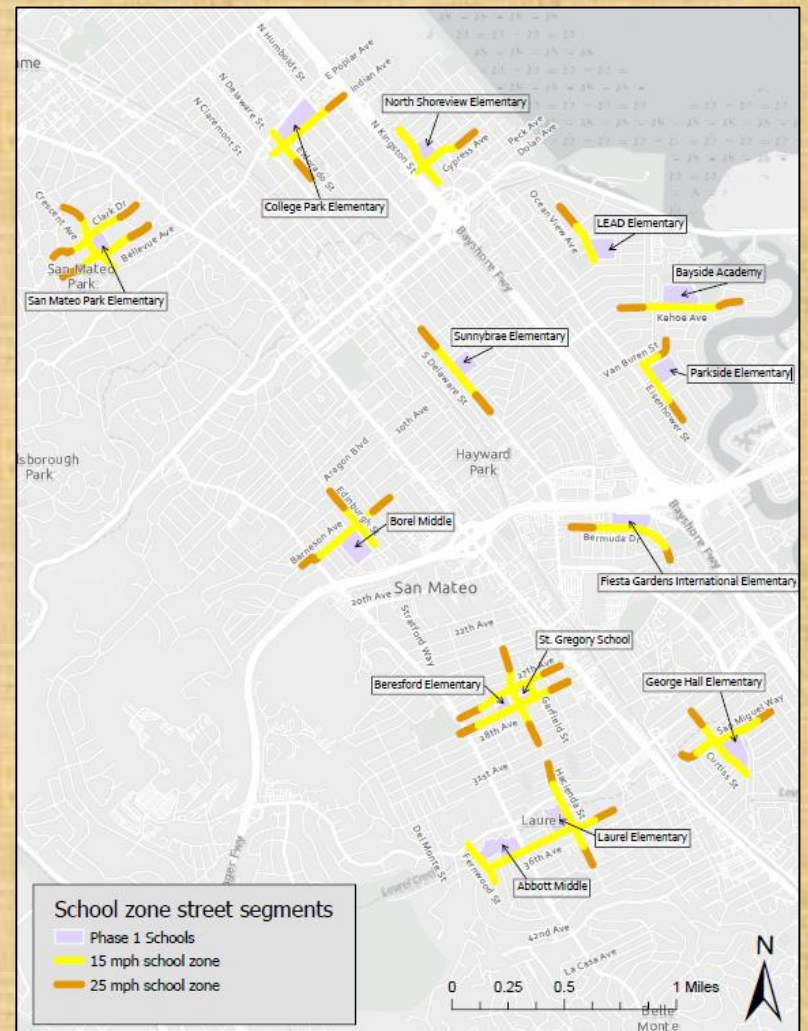 ame
N Humboldt St
E Poplar Ave
Indian Ave
N Delaware St
N Claremont St
Eldorado St
N Kingston St
North Shoreview Elementary
Cypress Ave
Peck Ave
Dolan Ave
College Park Elementary
Crescent Ave
Clark Dr
Bellevue Ave
San Mateo
Park
San Mateo Park Elementary
Bayshore Fwy
Ocean View Ave
LEAD Elementary
Bayside Academy
Kehoe Ave
Sunnybrae Elementary
S Delaware St
Van Buren St
Parkside Elementary
Eisenhower St
10th Ave
Aragon Blvd
Hayward
Park
lsborough
Park
Edinburgh St
Barneson Ave
Borel Middle
Bayshore Fwy
Bermuda Dr
Fiesta Gardens International Elementary
San Mateo
20th Ave
Stratford Way
22th Ave
St. Gregory School
27th Ave
Beresford Elementary
28th Ave
Garfield St
George Hall Elementary
San Miguel Way
Curtiss St
31st Ave
Hacienda St
Laurel
Laurel Elementary
Del Monte St
36th Ave
Fernwood St
Abbott Middle
Laurel Creek
42nd Ave
La Casa Ave
Belle
Monte
School zone street segments
Phase 1 Schools
15 mph school zone
25 mph school zone
0 0.25 0.5 1 Miles
N